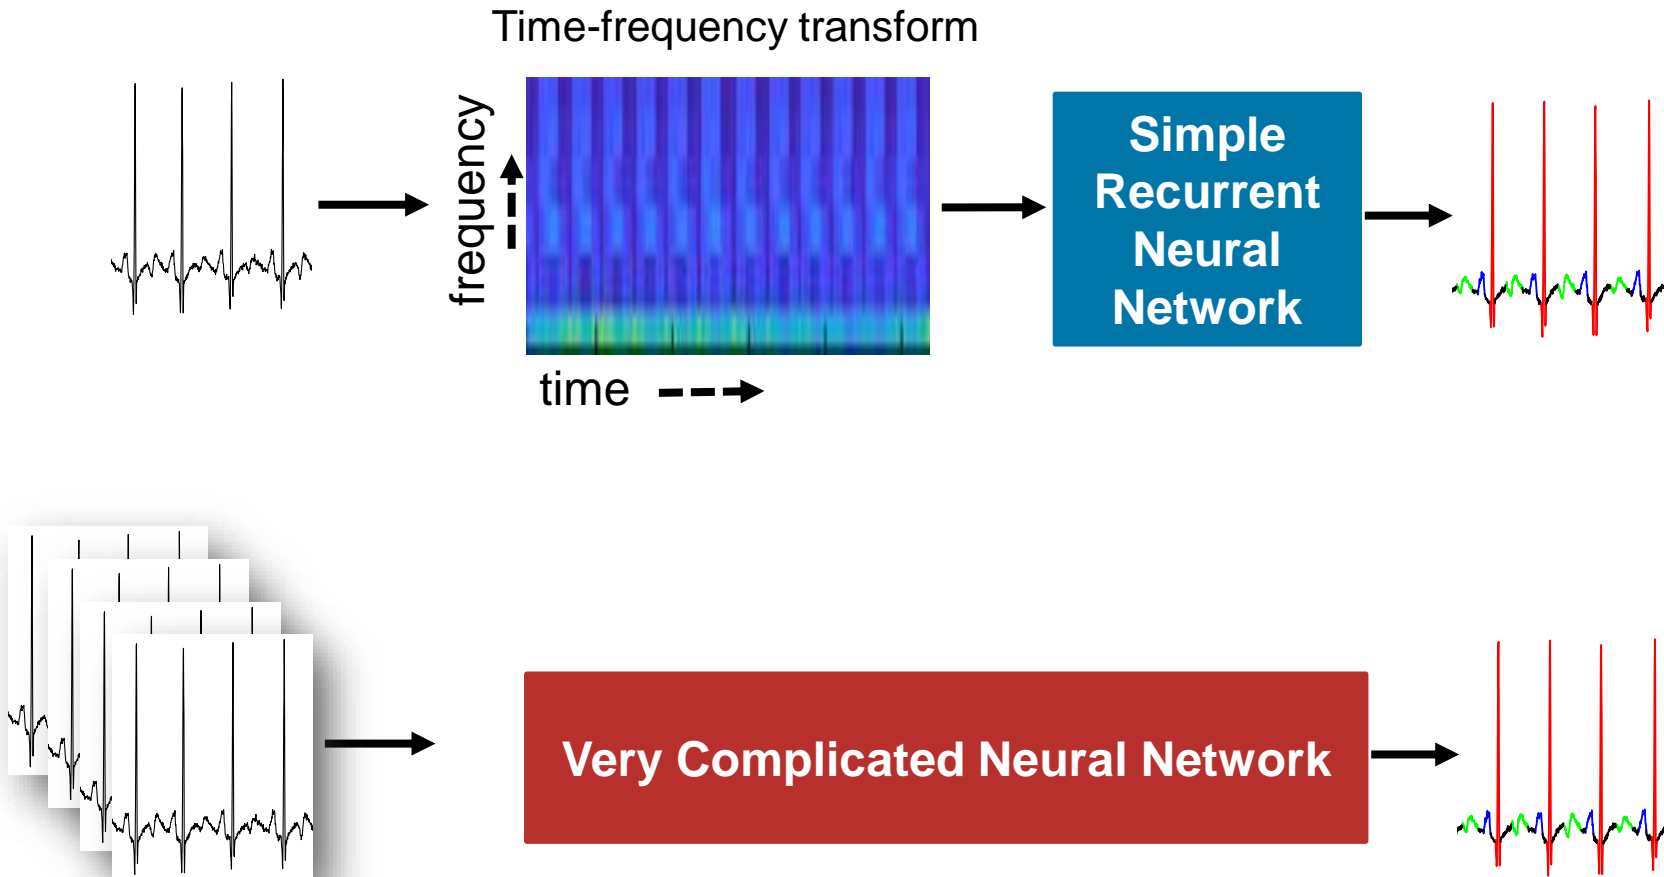 Time-frequency transform
frequency
time
Simple
Recurrent
Neural
Network
Very Complicated Neural Network